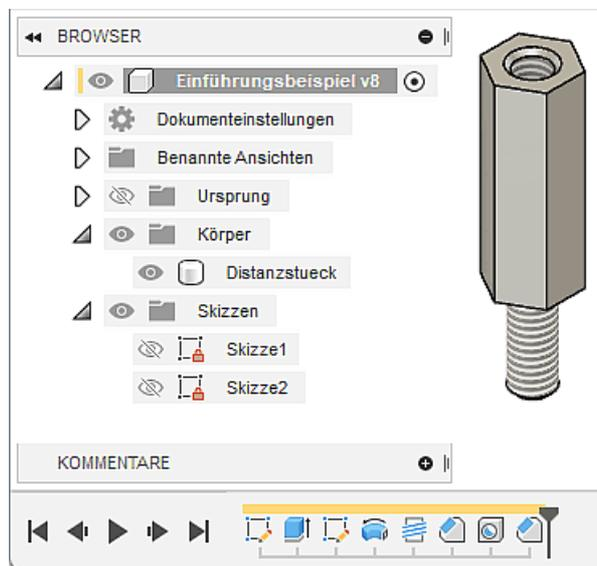 BROWSER
Einführungsbeispiel v8
Dokumenteinstellungen
Benannte Ansichten
Ursprung
Körper
Distanzstueck
Skizzen
Skizze1
Skizze2
KOMMENTARE